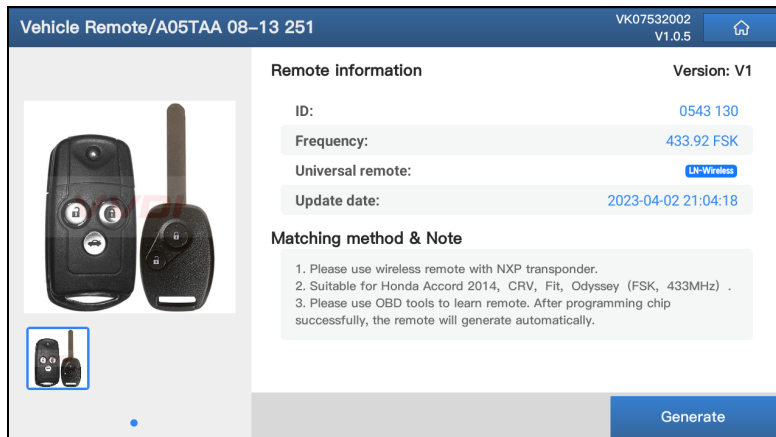 Vehicle Remote/A05TAA 08-13 251
VK07532002
V1.0.5
Remote information
Version: V1
ID:
0543 130
Frequency:
433.92 FSK
Universal remote:
LN-Wireless
Update date:
2023-04-02 21:04:18
Matching method & Note
1. Please use wireless remote with NXP transponder.
2. Suitable for Honda Accord 2014, CRV, Fit, Odyssey (FSK, 433MHz) .
3. Please use OBD tools to learn remote. After programming chip
successfully, the remote will generate automatically.
VVDI
Generate